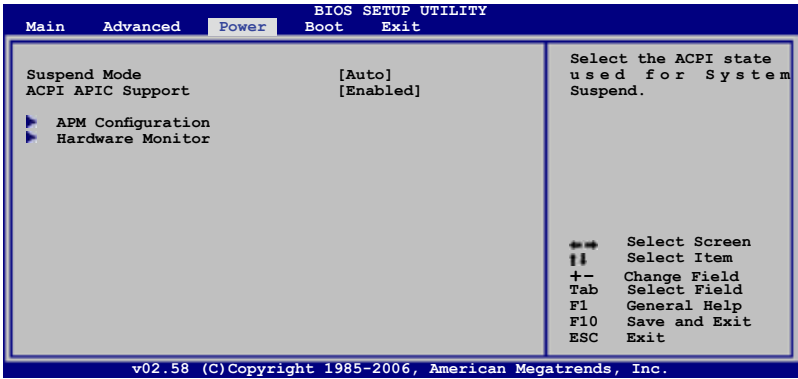 BIOS SETUP UTILITY
Main Advanced Power Boot Exit
Suspend Mode [Auto]
ACPI APIC Support [Enabled]
APM Configuration
Hardware Monitor
Select the ACPI state
used for System
Suspend.
Select Screen
Select Item
+- Change Field
Tab Select Field
F1 General Help
F10 Save and Exit
ESC Exit
v02.58 (C)Copyright 1985-2006, American Megatrends, Inc.